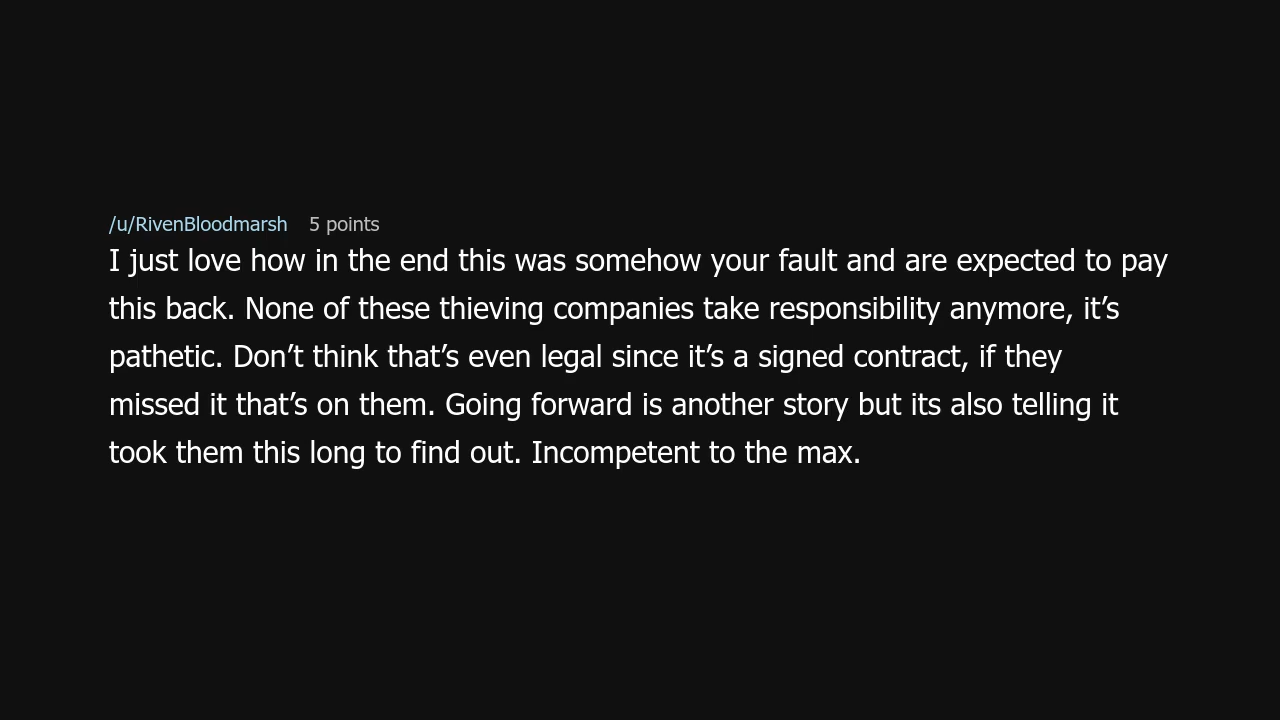 /u/RivenBloodmarsh 5 points
I just love how in the end this was somehow your fault and are expected to pay
this back. None of these thieving companies take responsibility anymore, it’s
pathetic. Don’t think that’s even legal since it’s a signed contract, if they
missed it that’s on them. Going forward is another story but its also telling it
took them this long to find out. Incompetent to the max.